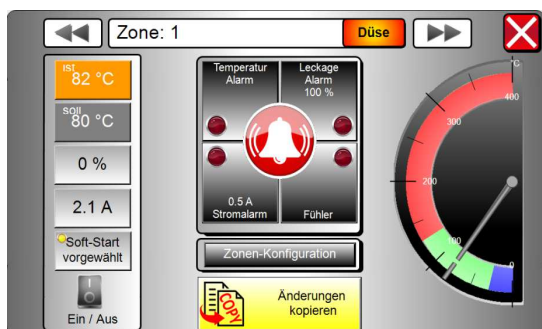 Zone: 1
Düse
ist
82 °C
soll
80 °C
0 %
2.1 A
Soft-Start
vorgewählt
Ein / Aus
Temperatur
Alarm
Leckage
Alarm
100 %
0.5 A
Stromalarm
Fühler
Zonen-Konfiguration
COPY
Änderungen
kopieren
°C
400
300
200
100
0